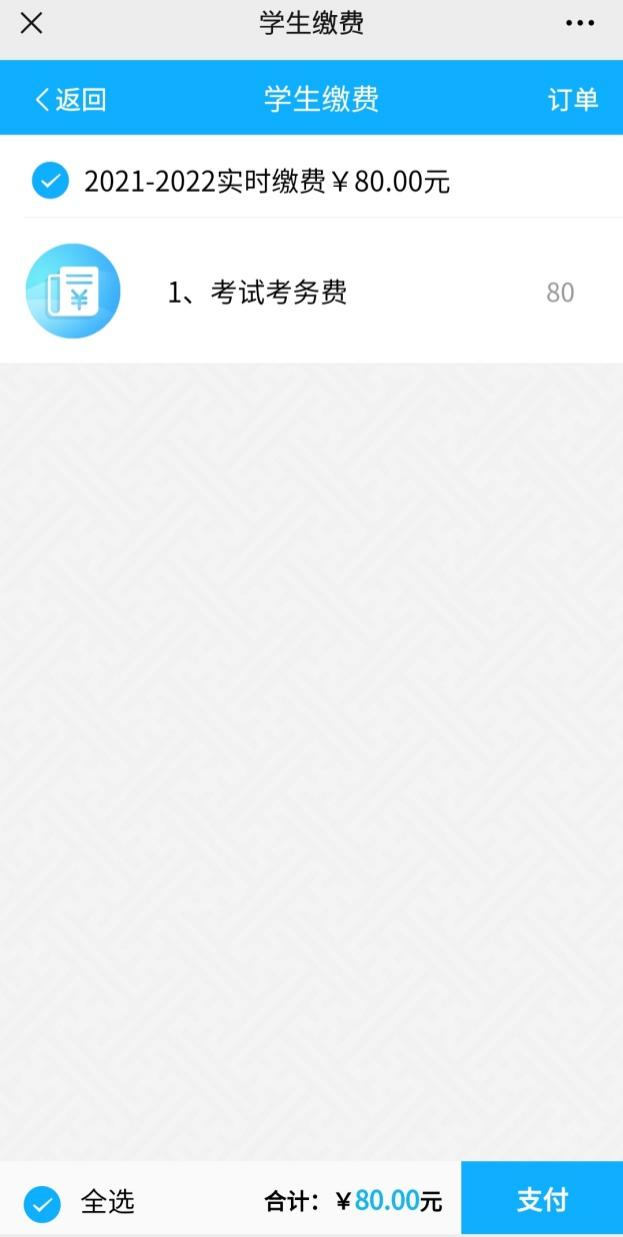 学生缴费
返回 学生缴费 订单
2021-2022实时缴费￥80.00元
1、考试考务费 80
全选 合计：￥80.00元 支付